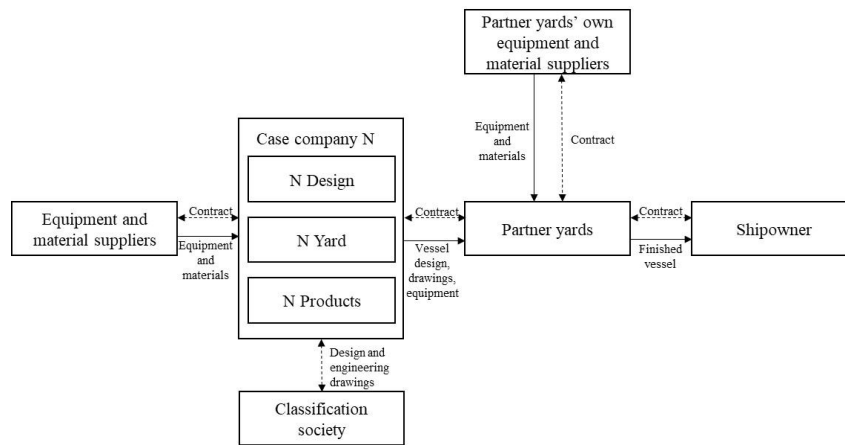 Partner yards' own
equipment and
material suppliers
Equipment
and
materials
Contract
Case company N
N Design
N Yard
N Products
Equipment and
material suppliers
Contract
Equipment
and
materials
Contract
Vessel
design,
drawings,
equipment
Partner yards
Contract
Finished
vessel
Shipowner
Design and
engineering
drawings
Classification
society